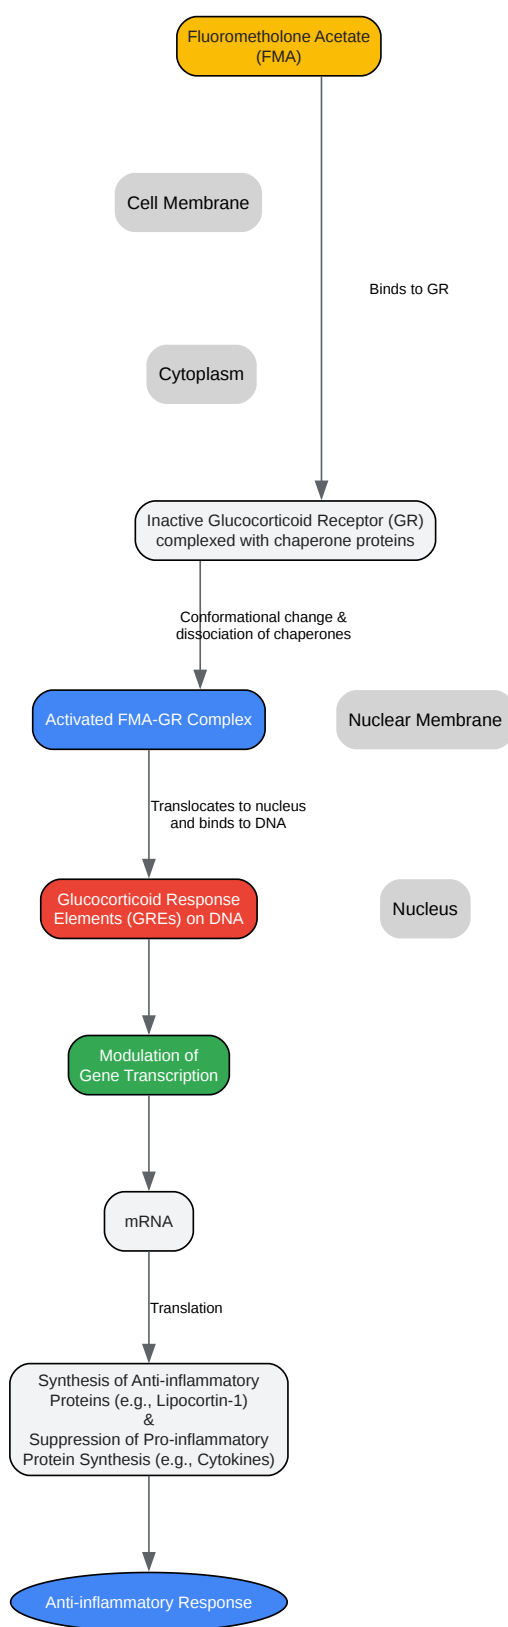 Fluorometholone Acetate
(FMA)
Cell Membrane
Binds to GR
Cytoplasm
Inactive Glucocorticoid Receptor (GR)
complexed with chaperone proteins
Conformational change &
dissociation of chaperones
Activated FMA-GR Complex
Nuclear Membrane
Translocates to nucleus
and binds to DNA
Glucocorticoid Response
Elements (GREs) on DNA
Nucleus
Modulation of
Gene Transcription
mRNA
Translation
Synthesis of Anti-inflammatory
Proteins (e.g., Lipocortin-1)
&
Suppression of Pro-inflammatory
Protein Synthesis (e.g., Cytokines)
Anti-inflammatory Response